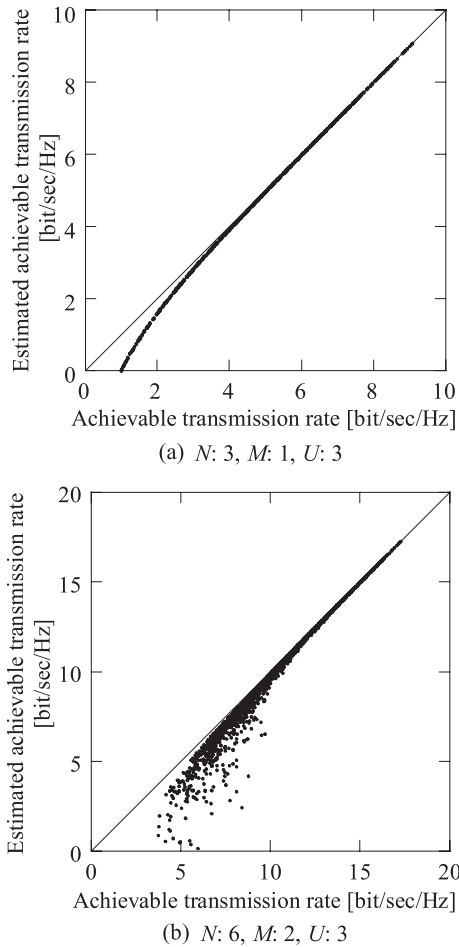 10
8
6
4
2
0
Estimated achievable transmission rate
[bit/sec/Hz]
0 2 4 6 8 10
Achievable transmission rate [bit/sec/Hz]
(a) N: 3, M: 1, U: 3
20
15
10
5
0
Estimated achievable transmission rate
[bit/sec/Hz]
0 5 10 15 20
Achievable transmission rate [bit/sec/Hz]
(b) N: 6, M: 2, U: 3